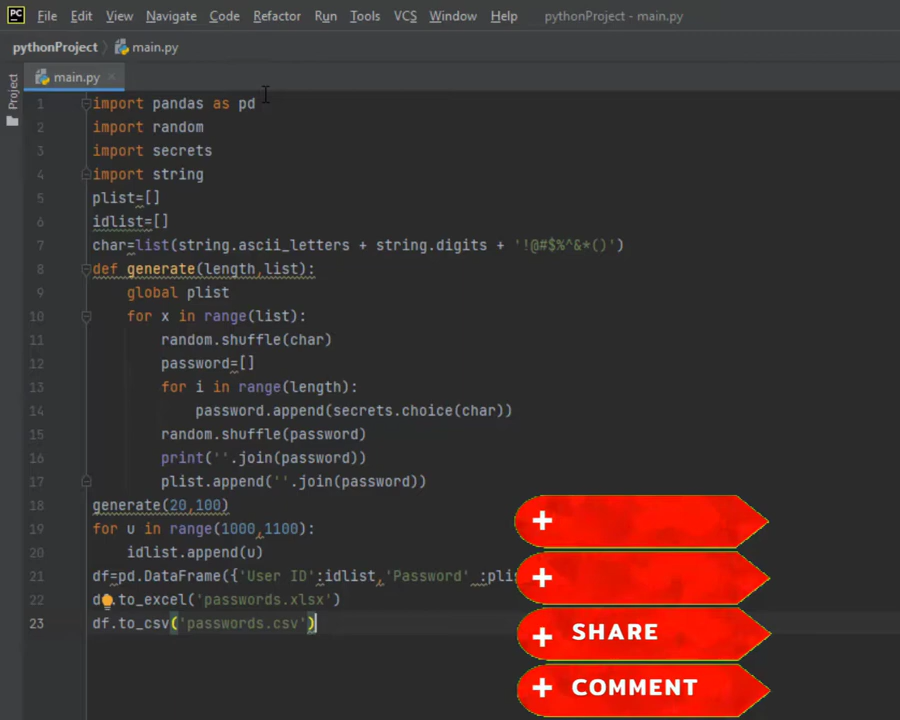 PC File Edit View Navigate Code Refactor Run Tools VCS Window Help pythonProject - main.py
pythonProject main.py
Project
main.py
1 import pandas as pd
2 import random
3 import secrets
4 import string
5 plist=[]
6 idlist=[]
7 char=list(string.ascii_letters + string.digits + '!@#$%^&*()')
8 def generate(length,list):
9 global plist
10 for x in range(list):
11 random.shuffle(char)
12 password=[]
13 for i in range(length):
14 password.append(secrets.choice(char))
15 random.shuffle(password)
16 print(''.join(password))
17 plist.append(''.join(password))
18 generate(20,100)
19 for u in range(1000,1100):
20 idlist.append(u)
21 df=pd.DataFrame({'User ID':idlist,'Password' :plis
22 d .to_excel('passwords.xlsx')
23 df.to_csv('passwords.csv')
+
+
+ SHARE
+ COMMENT